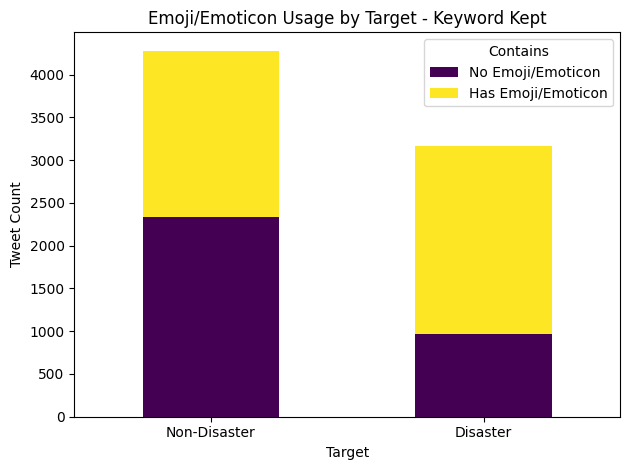 Emoji/Emoticon Usage by Target - Keyword Kept
Contains
No Emoji/Emoticon
Has Emoji/Emoticon
Tweet Count
4000
3500
3000
2500
2000
1500
1000
500
0
Non-Disaster
Disaster
Target